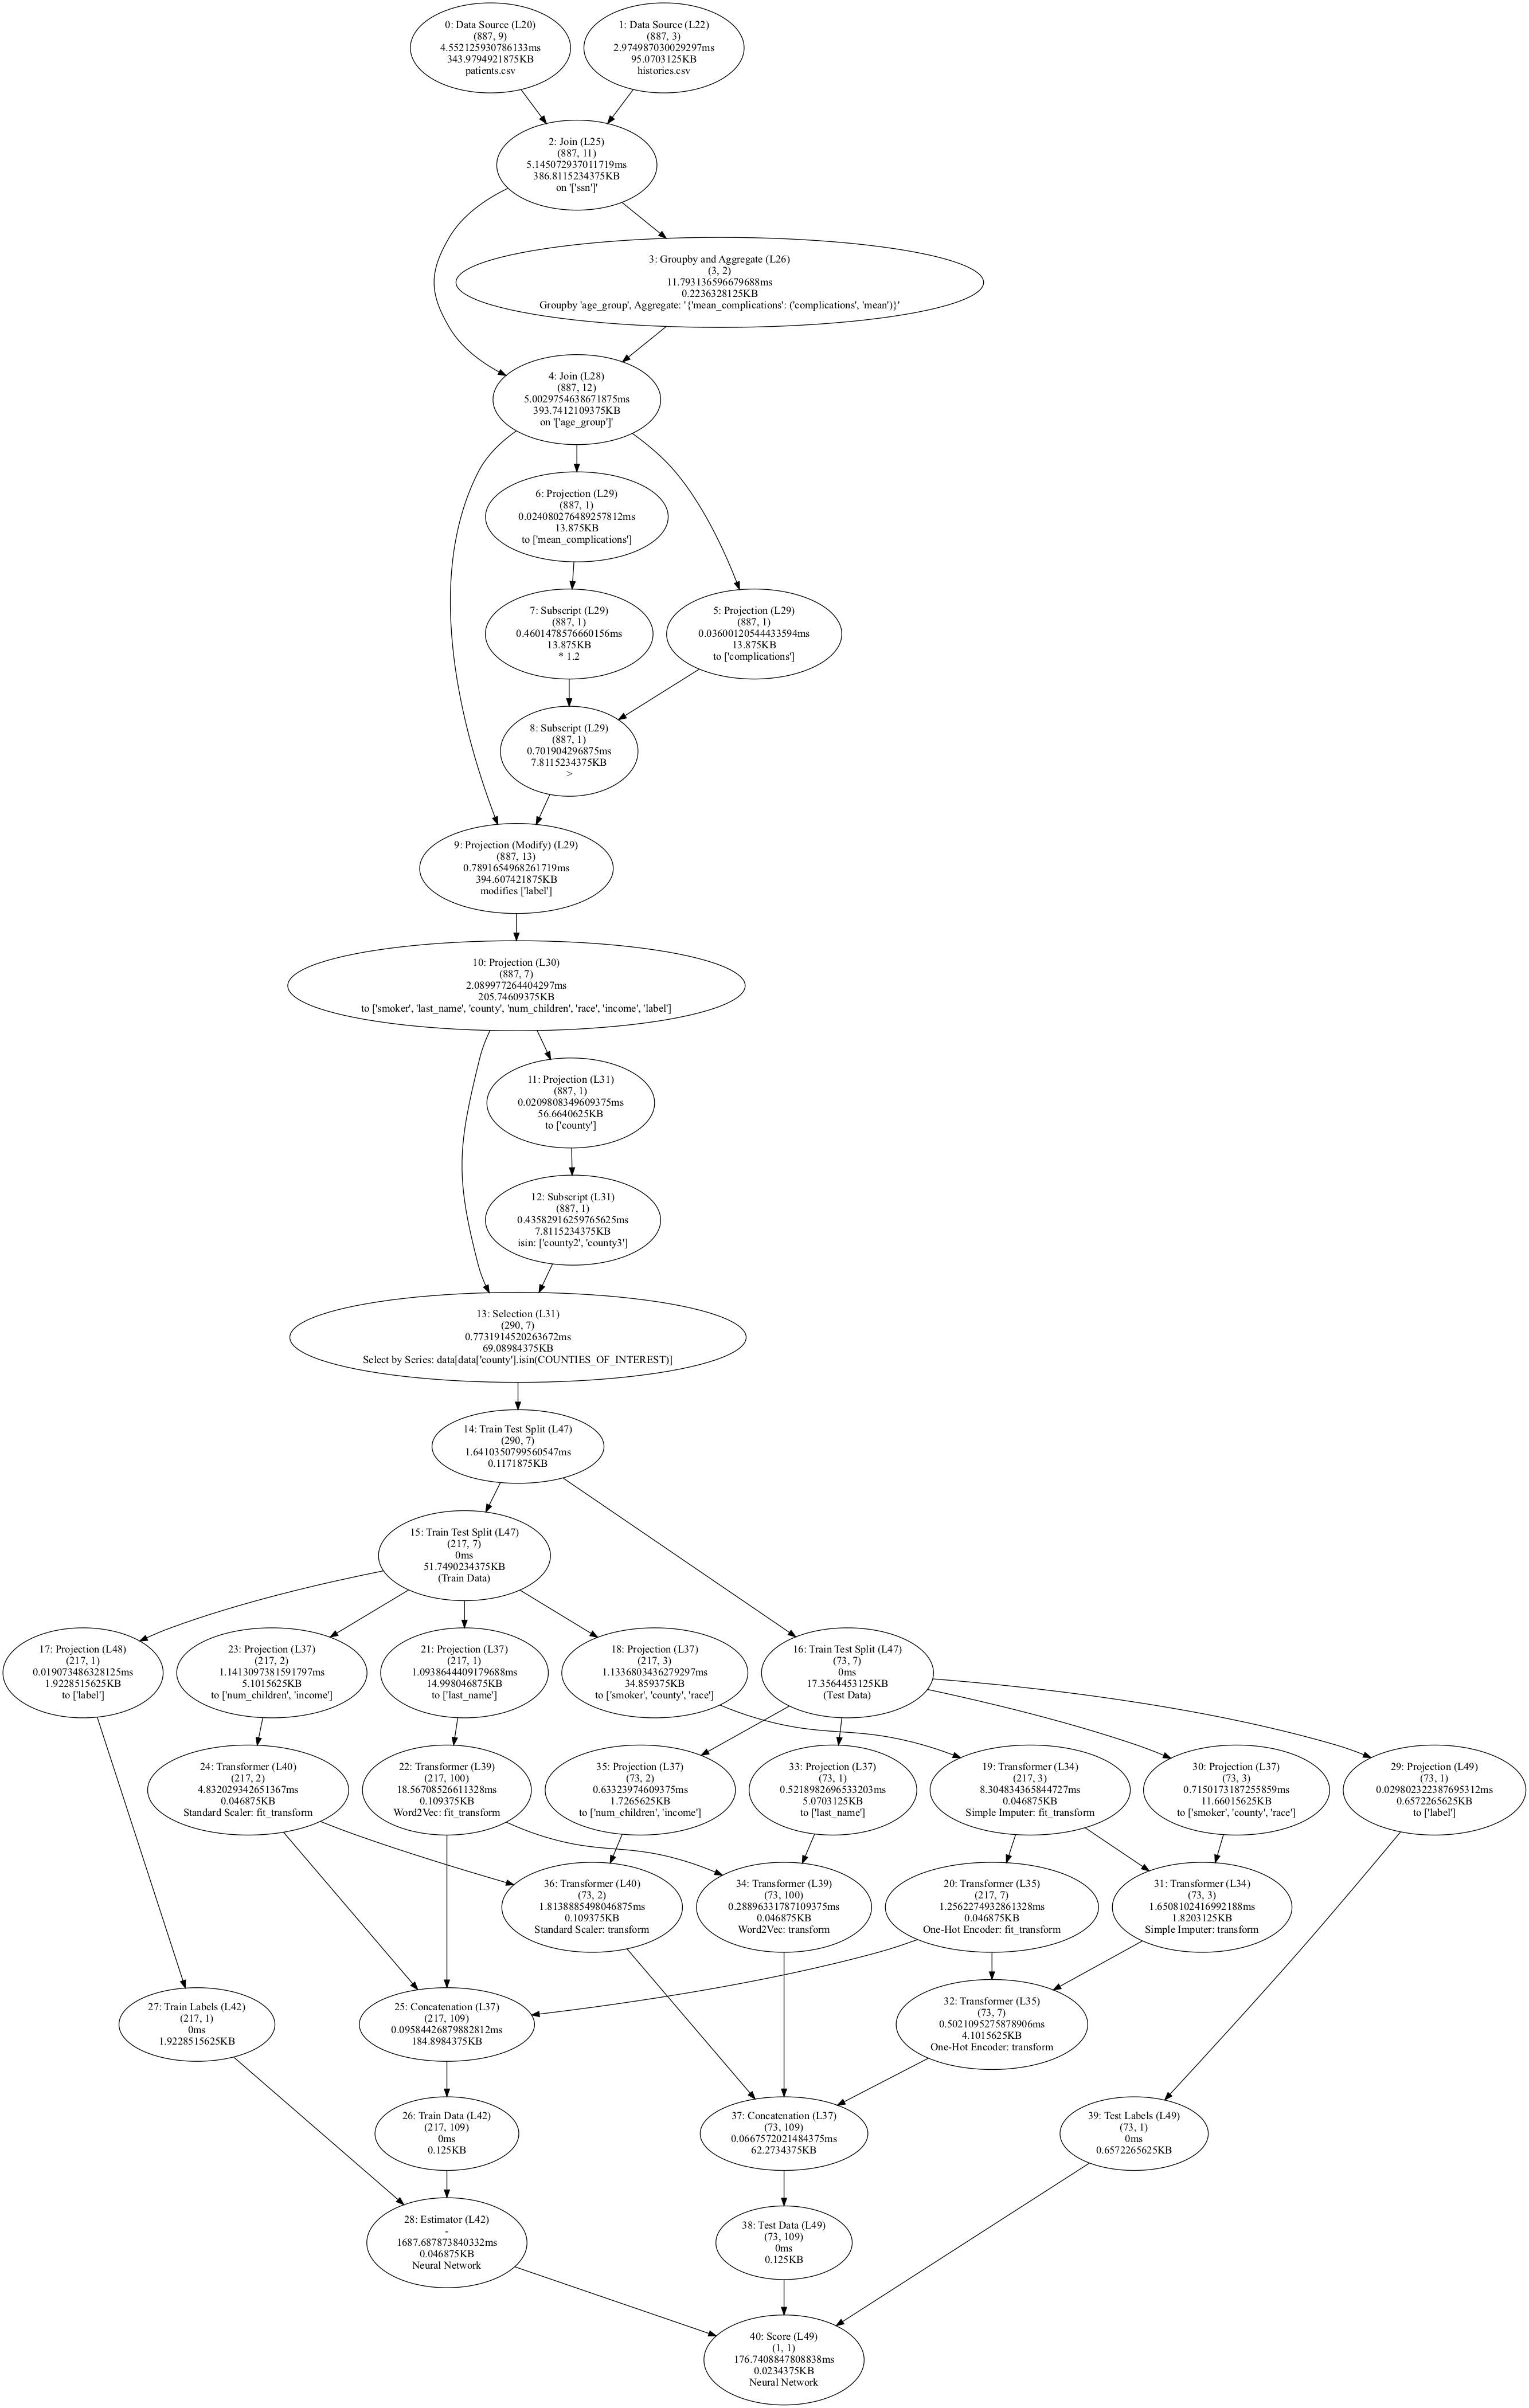 0: Data Source (L20)
(887, 9)
4.552125930786133ms
343.9794921875KB
patients.csv
1: Data Source (L22)
(887, 3)
2.974987030029297ms
95.0703125KB
histories.csv
2: Join (L25)
(887, 11)
5.145072937011719ms
386.8115234375KB
on '['ssn']'
3: Groupby and Aggregate (L26)
(3, 2)
11.793136596679688ms
0.2236328125KB
Groupby 'age_group', Aggregate: '{'mean_complications': ('complications', 'mean')}'
4: Join (L28)
(887, 12)
5.0029754638671875ms
393.7412109375KB
on '['age_group']'
6: Projection (L29)
(887, 1)
0.024080276489257812ms
13.875KB
to ['mean_complications']
7: Subscript (L29)
(887, 1)
0.4601478576660156ms
13.875KB
* 1.2
5: Projection (L29)
(887, 1)
0.03600120544433594ms
13.875KB
to ['complications']
8: Subscript (L29)
(887, 1)
0.701904296875ms
7.8115234375KB
>
9: Projection (Modify) (L29)
(887, 13)
0.7891654968261719ms
394.607421875KB
modifies ['label']
10: Projection (L30)
(887, 7)
2.089977264404297ms
205.74609375KB
to ['smoker', 'last_name', 'county', 'num_children', 'race', 'income', 'label']
11: Projection (L31)
(887, 1)
0.0209808349609375ms
56.6640625KB
to ['county']
12: Subscript (L31)
(887, 1)
0.43582916259765625ms
7.8115234375KB
isin: ['county2', 'county3']
13: Selection (L31)
(290, 7)
0.7731914520263672ms
69.08984375KB
Select by Series: data[data['county'].isin(COUNTIES_OF_INTEREST)]
14: Train Test Split (L47)
(290, 7)
1.6410350799560547ms
0.1171875KB
15: Train Test Split (L47)
(217, 7)
0ms
51.7490234375KB
(Train Data)
17: Projection (L48)
(217, 1)
0.019073486328125ms
1.9228515625KB
to ['label']
23: Projection (L37)
(217, 2)
1.1413097381591797ms
5.1015625KB
to ['num_children', 'income']
21: Projection (L37)
(217, 1)
1.0938644409179688ms
14.998046875KB
to ['last_name']
18: Projection (L37)
(217, 3)
1.1336803436279297ms
34.859375KB
to ['smoker', 'county', 'race']
16: Train Test Split (L47)
(73, 7)
0ms
17.3564453125KB
(Test Data)
24: Transformer (L40)
(217, 2)
4.832029342651367ms
0.046875KB
Standard Scaler: fit_transform
22: Transformer (L39)
(217, 100)
18.56708526611328ms
0.109375KB
Word2Vec: fit_transform
35: Projection (L37)
(73, 2)
0.63323974609375ms
1.7265625KB
to ['num_children', 'income']
33: Projection (L37)
(73, 1)
0.5218982696533203ms
5.0703125KB
to ['last_name']
19: Transformer (L34)
(217, 3)
8.304834365844727ms
0.046875KB
Simple Imputer: fit_transform
30: Projection (L37)
(73, 3)
0.7150173187255859ms
11.66015625KB
to ['smoker', 'county', 'race']
29: Projection (L49)
(73, 1)
0.029802322387695312ms
0.6572265625KB
to ['label']
36: Transformer (L40)
(73, 2)
1.8138885498046875ms
0.109375KB
Standard Scaler: transform
34: Transformer (L39)
(73, 100)
0.28896331787109375ms
0.046875KB
Word2Vec: transform
20: Transformer (L35)
(217, 7)
1.2562274932861328ms
0.046875KB
One-Hot Encoder: fit_transform
31: Transformer (L34)
(73, 3)
1.6508102416992188ms
1.8203125KB
Simple Imputer: transform
27: Train Labels (L42)
(217, 1)
0ms
1.9228515625KB
25: Concatenation (L37)
(217, 109)
0.09584426879882812ms
184.8984375KB
32: Transformer (L35)
(73, 7)
0.5021095275878906ms
4.1015625KB
One-Hot Encoder: transform
26: Train Data (L42)
(217, 109)
0ms
0.125KB
37: Concatenation (L37)
(73, 109)
0.0667572021484375ms
62.2734375KB
39: Test Labels (L49)
(73, 1)
0ms
0.6572265625KB
28: Estimator (L42)
-
1687.687873840332ms
0.046875KB
Neural Network
38: Test Data (L49)
(73, 109)
0ms
0.125KB
40: Score (L49)
(1, 1)
176.7408847808838ms
0.0234375KB
Neural Network